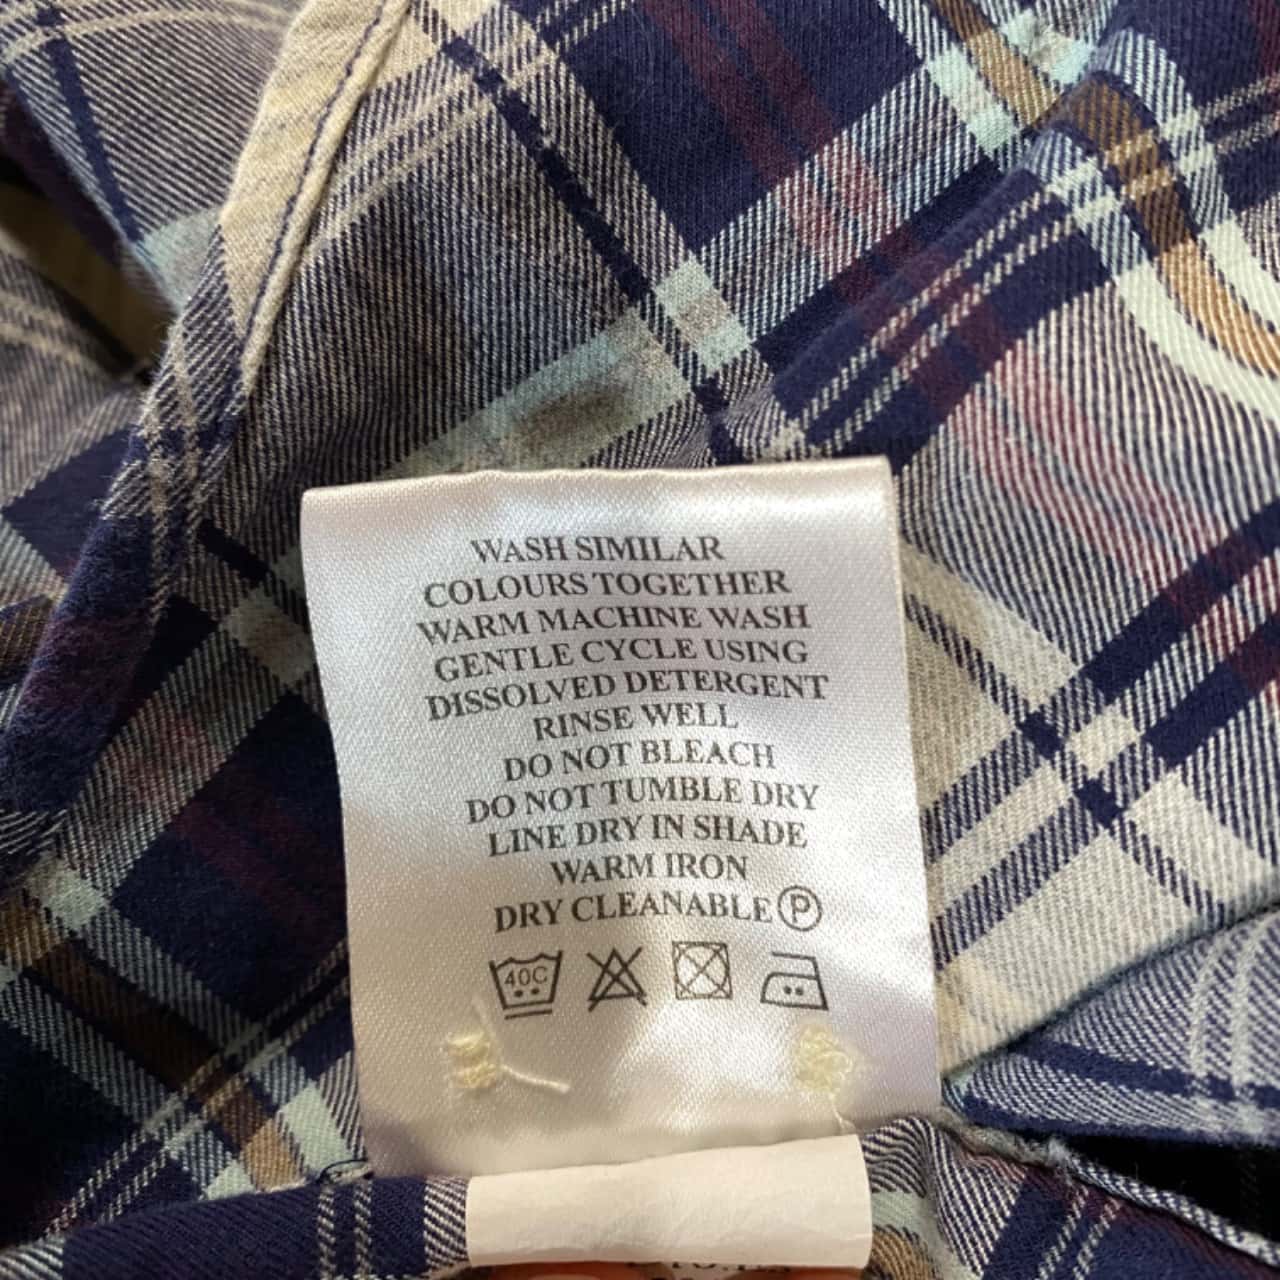 WASH SIMILAR
COLOURS TOGETHER
WARM MACHINE WASH
GENTLE CYCLE USING
DISSOLVED DETERGENT
RINSE WELL
DO NOT BLEACH
DO NOT TUMBLE DRY
LINE DRY IN SHADE
WARM IRON
DRY CLEANABLE Ⓟ
40C